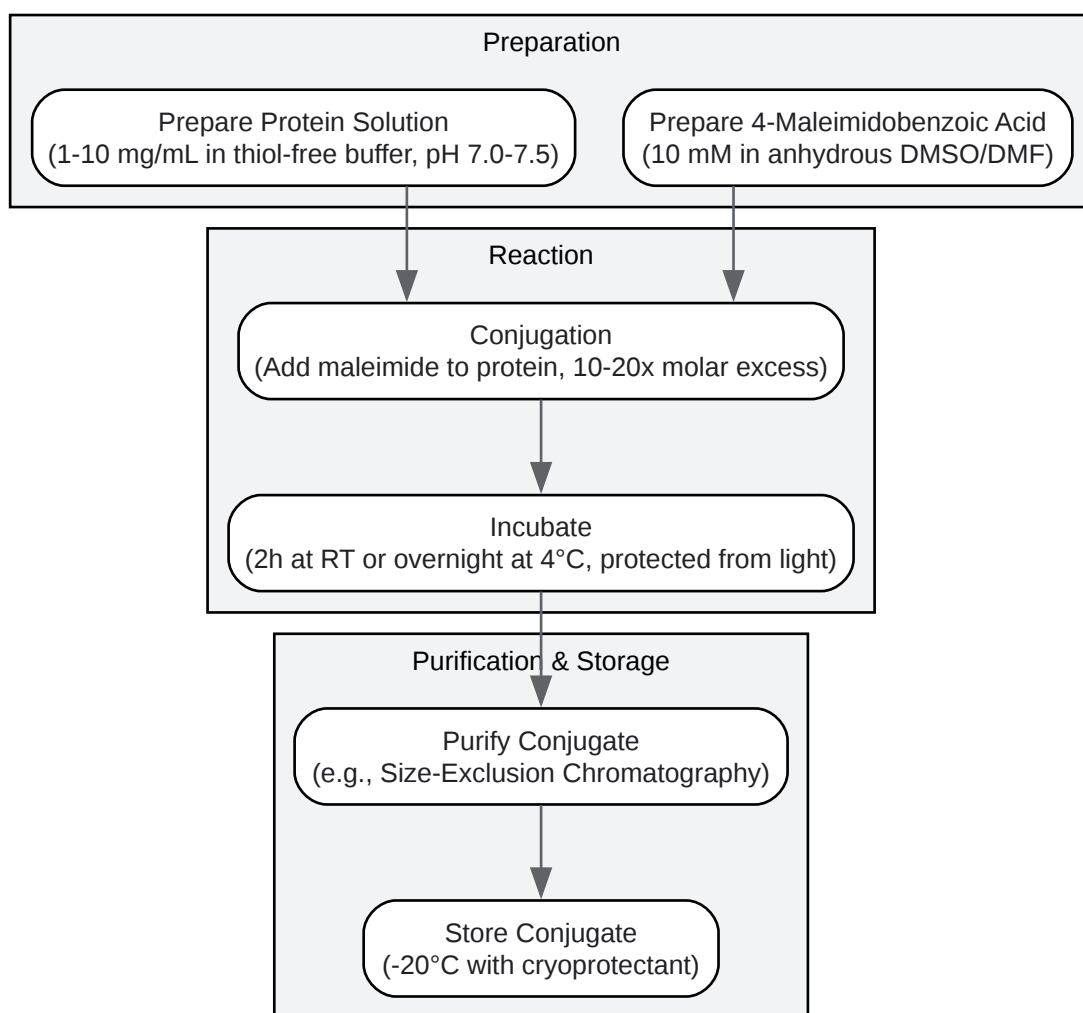 Preparation
Prepare Protein Solution
(1-10 mg/mL in thiol-free buffer, pH 7.0-7.5)
Prepare 4-Maleimidobenzoic Acid
(10 mM in anhydrous DMSO/DMF)
Reaction
Conjugation
(Add maleimide to protein, 10-20x molar excess)
Incubate
(2h at RT or overnight at 4°C, protected from light)
Purification & Storage
Purify Conjugate
(e.g., Size-Exclusion Chromatography)
Store Conjugate
(-20°C with cryoprotectant)